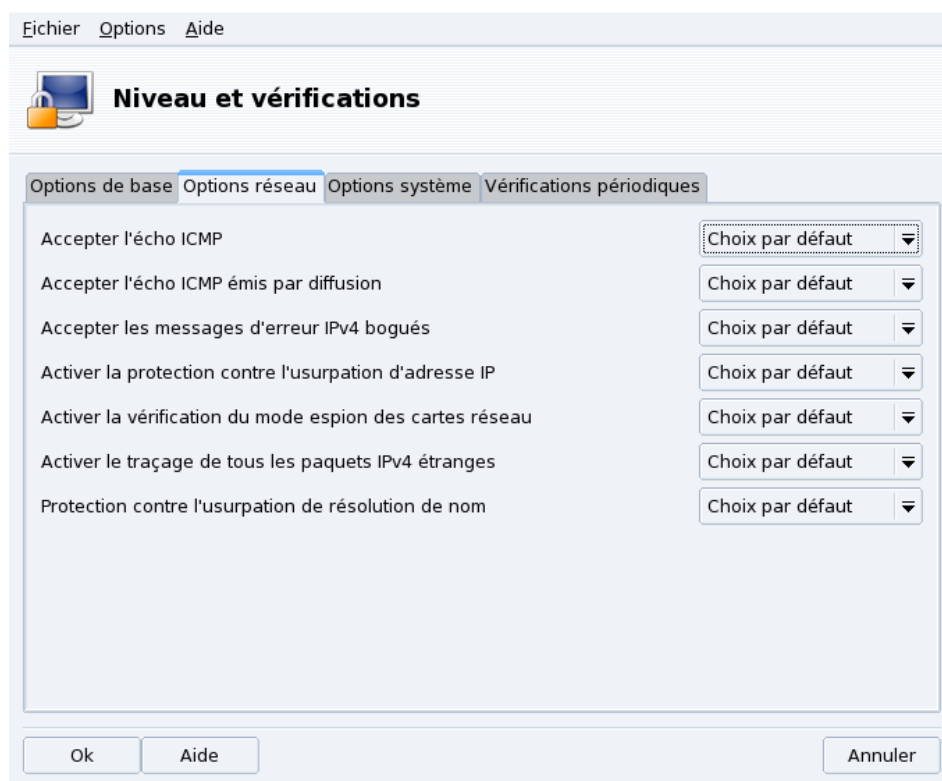 Fichier Options Aide
Niveau et vérifications
Options de base Options réseau Options système Vérifications périodiques
Accepter l'écho ICMP Choix par défaut
Accepter l'écho ICMP émis par diffusion Choix par défaut
Accepter les messages d'erreur IPv4 bogués Choix par défaut
Activer la protection contre l'usurpation d'adresse IP Choix par défaut
Activer la vérification du mode espion des cartes réseau Choix par défaut
Activer le traçage de tous les paquets IPv4 étranges Choix par défaut
Protection contre l'usurpation de résolution de nom Choix par défaut
Ok Aide Annuler